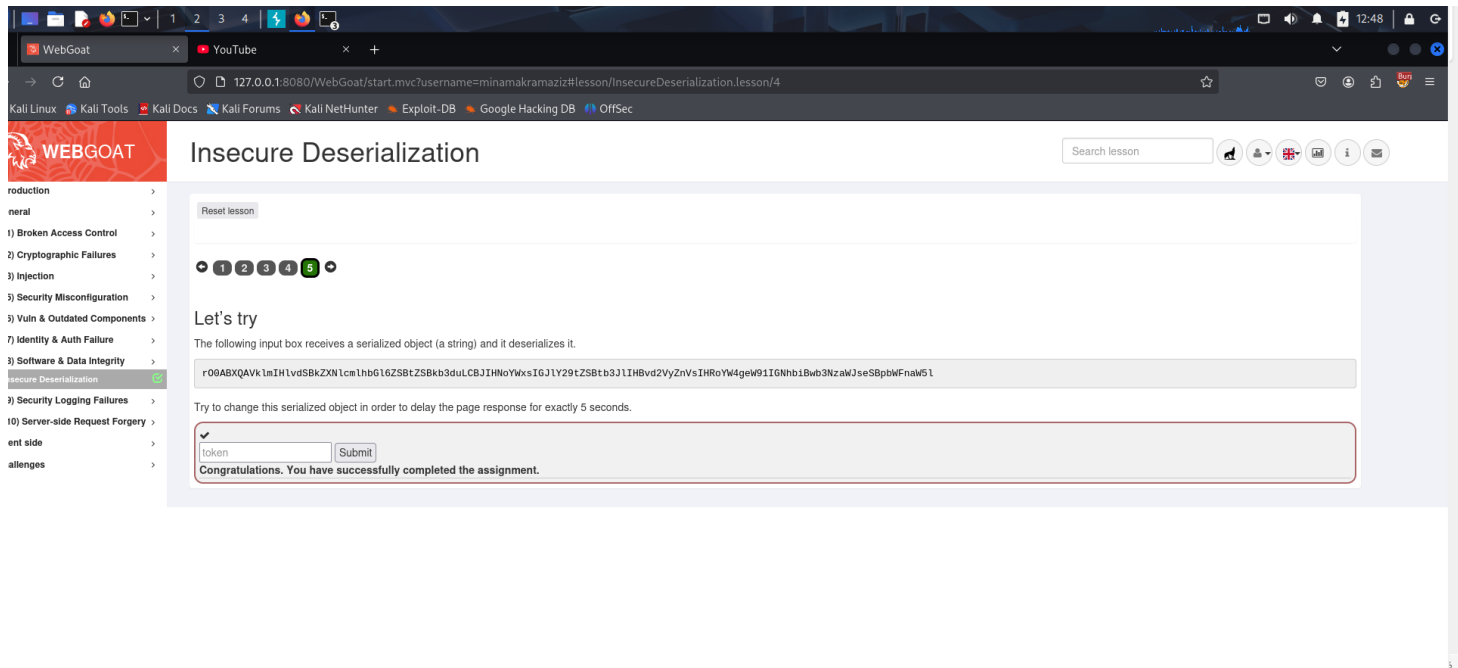 1 2 3 4
12:48
WebGoat
YouTube
127.0.0.1:8080/WebGoat/start.mvc?username=minamakramaziz#lesson/InsecureDeserialization.lesson/4
Kali Linux Kali Tools Kali Docs Kali Forums Kali NetHunter Exploit-DB Google Hacking DB OffSec
WEBGOAT
Insecure Deserialization
Search lesson
roduction
neral
1) Broken Access Control
2) Cryptographic Failures
3) Injection
5) Security Misconfiguration
6) Vuln & Outdated Components
7) Identity & Auth Failure
8) Software & Data Integrity
nsecure Deserialization
9) Security Logging Failures
10) Server-side Request Forgery
ent side
allenges
Reset lesson
1 2 3 4 5
Let's try
The following input box receives a serialized object (a string) and it deserializes it.
rO0ABXQAVklmIHlvdSBkZXNlcmlhbGl6ZSBtZSBkb3duLCBJIHNoYWxsIGJlY29tZSBtb3JlIHBvd2VyZnVsIHRoYW4geW91IGNhbiBwb3NzaWJseSBpbWFnaW5l
Try to change this serialized object in order to delay the page response for exactly 5 seconds.
token
Submit
Congratulations. You have successfully completed the assignment.